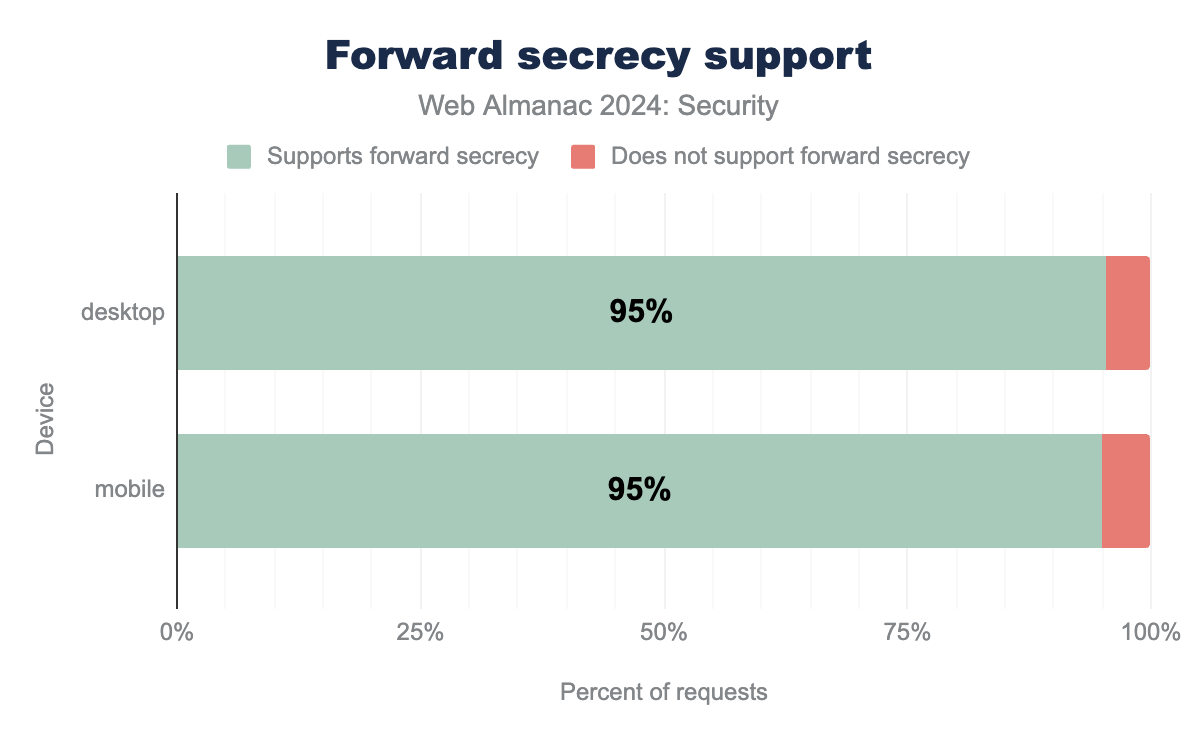 Forward secrecy support
Web Almanac 2024: Security
Supports forward secrecy Does not support forward secrecy
desktop 95%
Device
mobile 95%
0% 25% 50% 75% 100%
Percent of requests